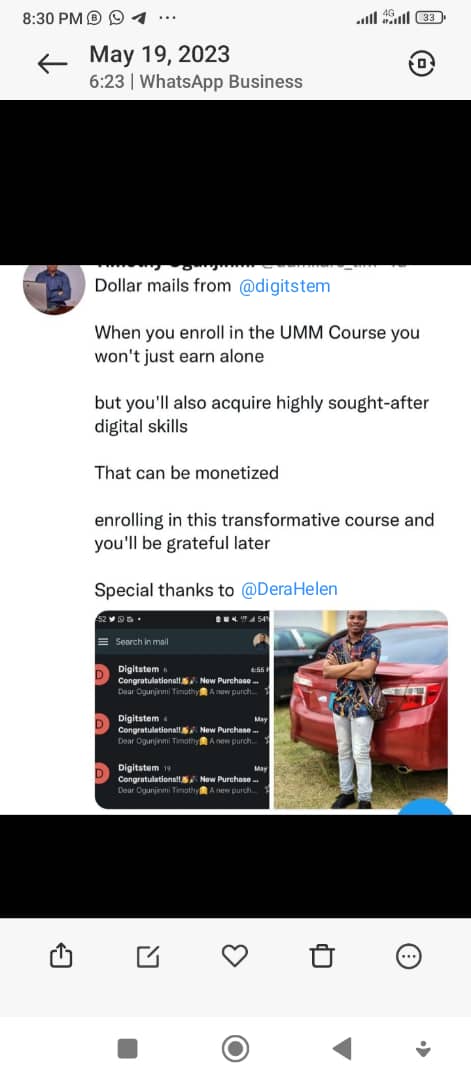 8:30 PM
4G
33
May 19, 2023
6:23 | WhatsApp Business
Dollar mails from @digitstem
When you enroll in the UMM Course you
won't just earn alone
but you'll also acquire highly sought-after
digital skills
That can be monetized
enrolling in this transformative course and
you'll be grateful later
Special thanks to @DeraHelen
:52
54%
Search in mail
D
Digitstem 6
6:55 P
Congratulations!! New Purchase ...
Dear Ogunjinmi Timothy A new purch...
D
Digitstem 4
May
Congratulations!! New Purchase ...
Dear Ogunjinmi Timothy A new purch...
D
Digitstem 19
May
Congratulations!! New Purchase ...
Dear Ogunjinmi Timothy A new purch...